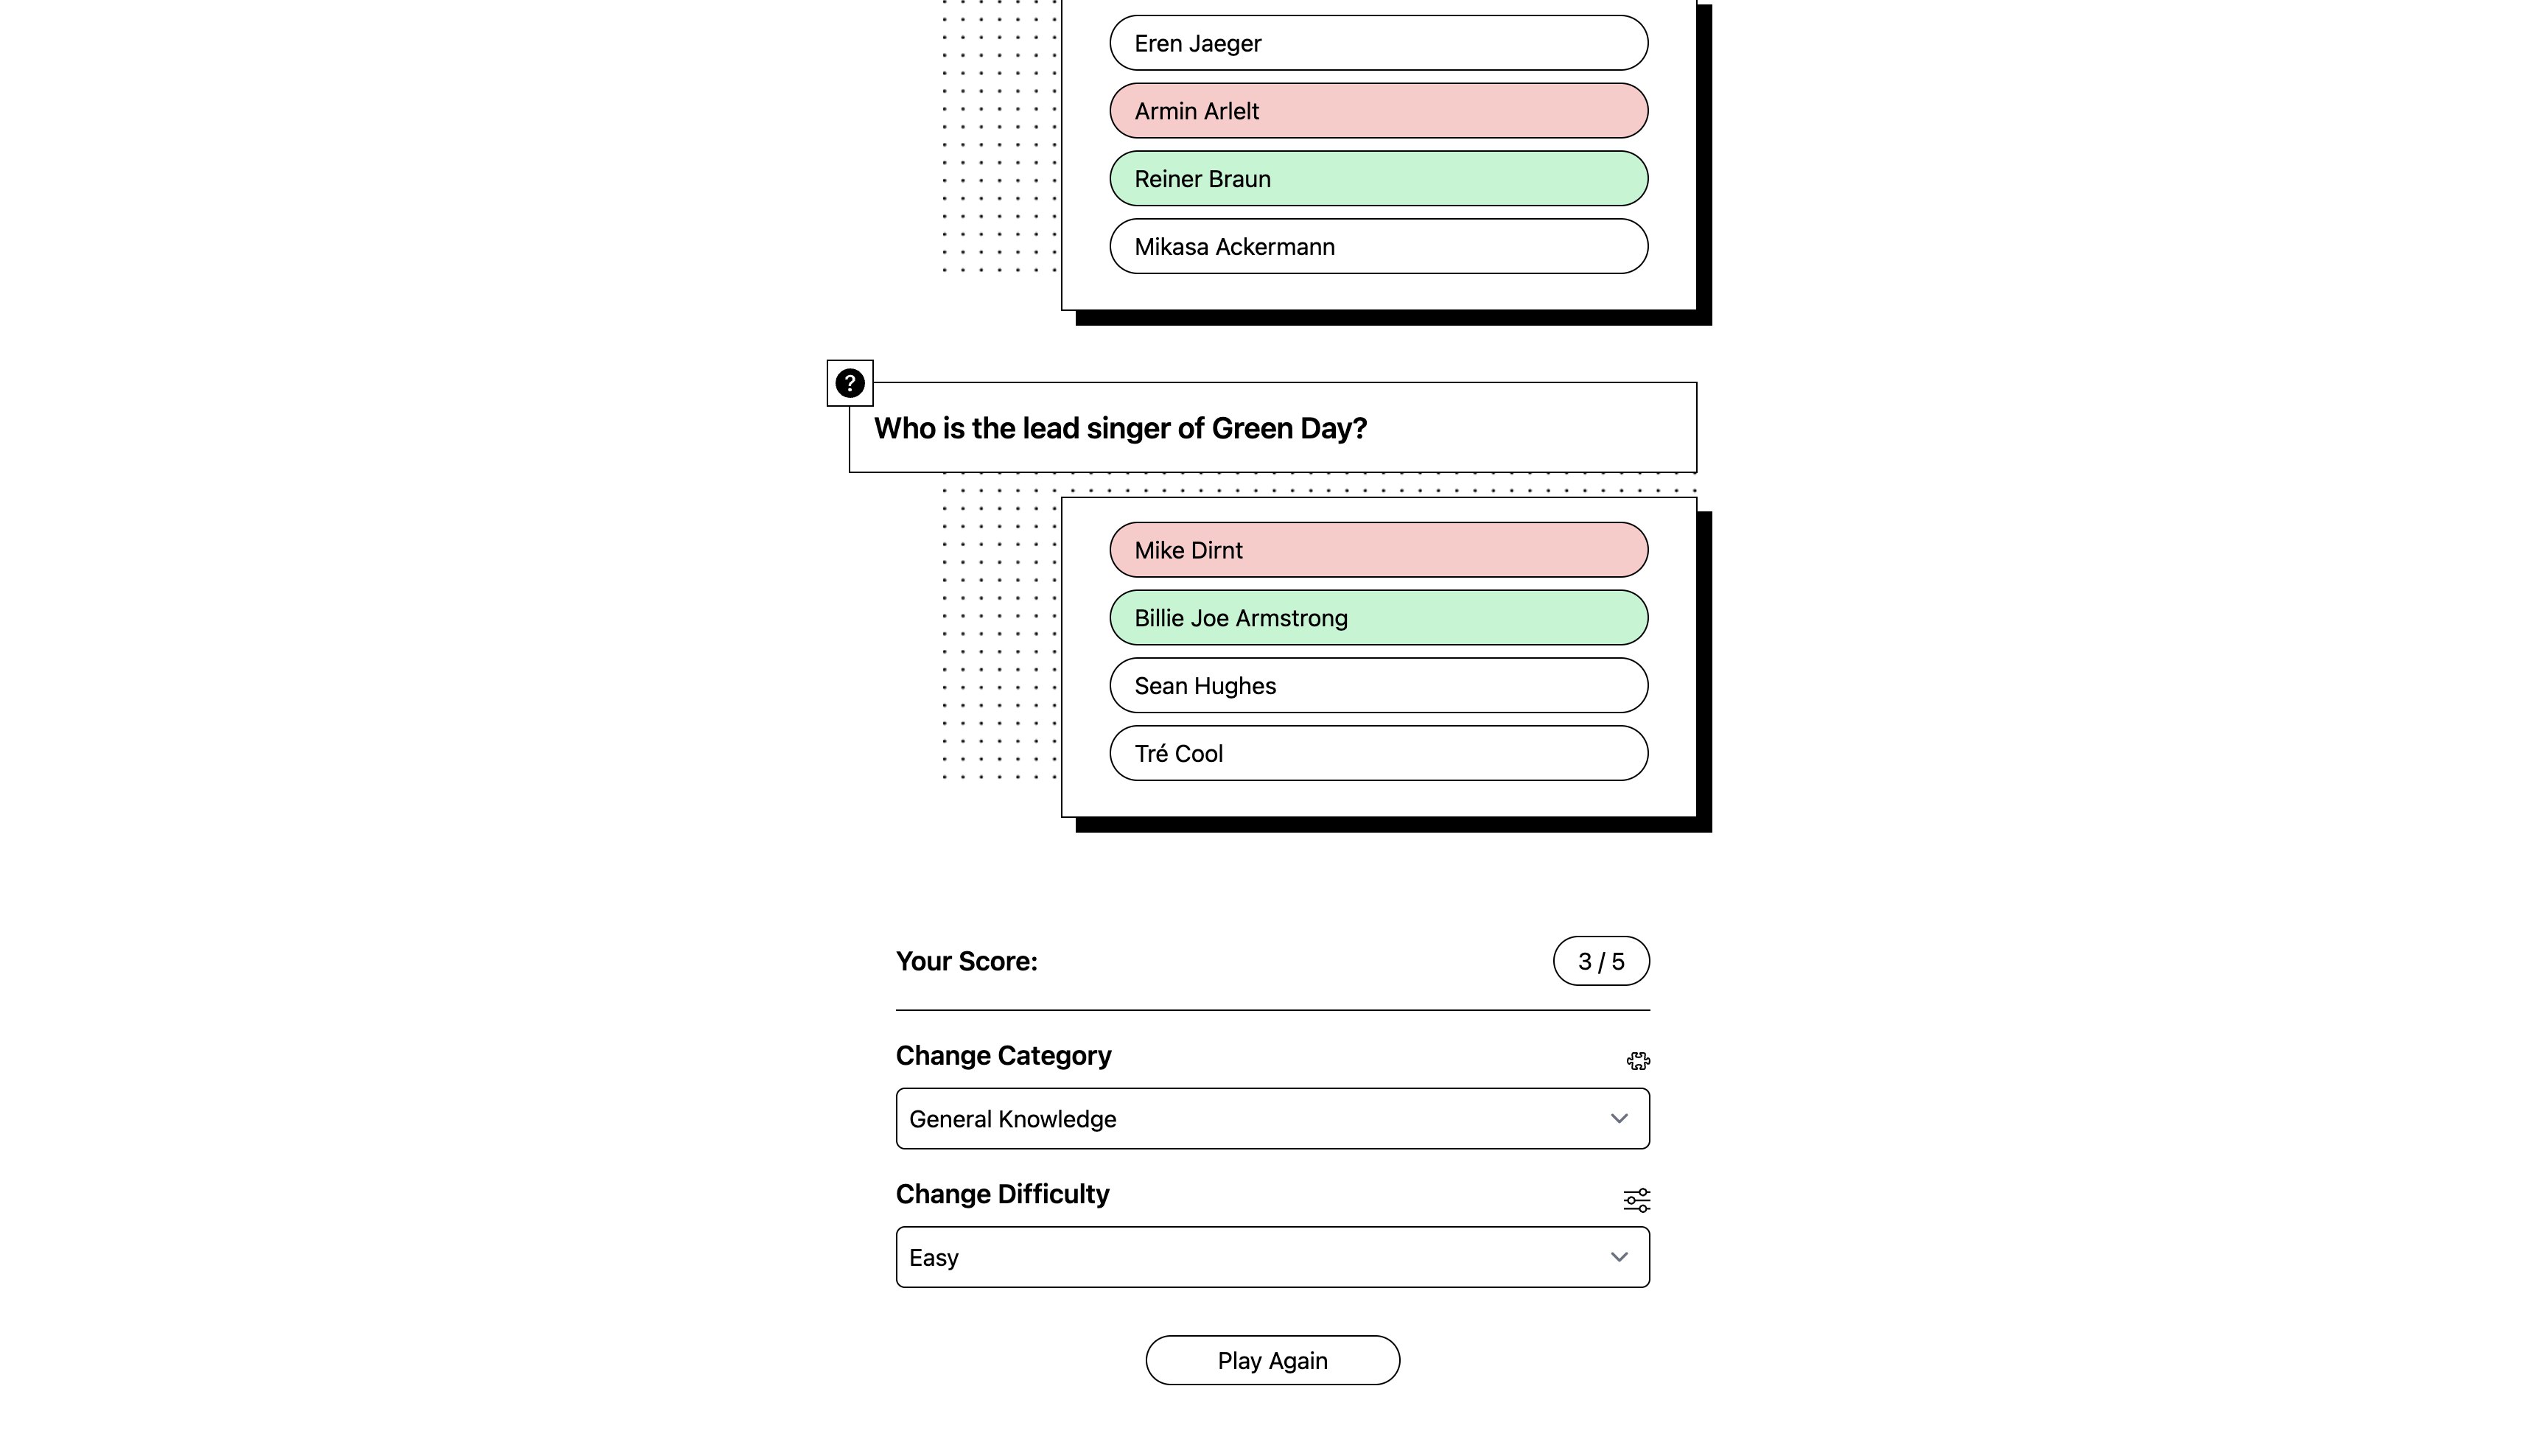 Eren Jaeger
Armin Arlelt
Reiner Braun
Mikasa Ackermann
?
Who is the lead singer of Green Day?
Mike Dirnt
Billie Joe Armstrong
Sean Hughes
Tré Cool
Your Score:
3 / 5
Change Category
General Knowledge
Change Difficulty
Easy
Play Again